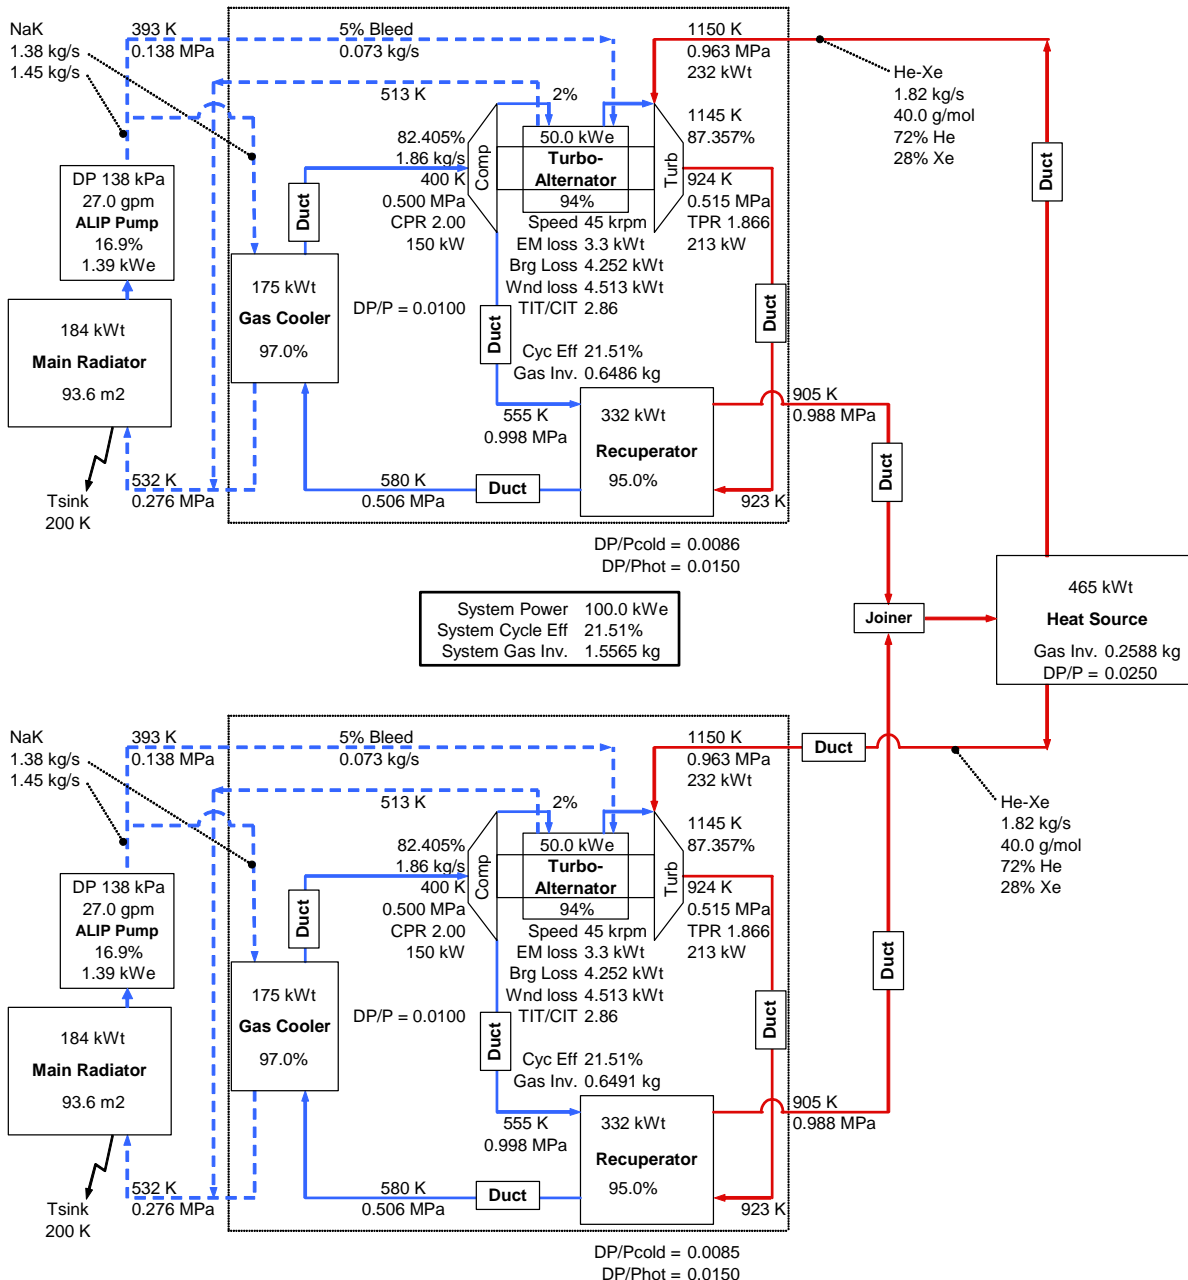 NaK
1.38 kg/s
1.45 kg/s
393 K
0.138 MPa
5% Bleed
0.073 kg/s
513 K
2%
1150 K
0.963 MPa
232 kWt
He-Xe
1.82 kg/s
40.0 g/mol
72% He
28% Xe
Duct
DP 138 kPa
27.0 gpm
ALIP Pump
16.9%
1.39 kWe
184 kWt
Main Radiator
93.6 m2
Tsink
200 K
532 K
0.276 MPa
175 kWt
Gas Cooler
97.0%
Duct
DP/P = 0.0100
82.405%
1.86 kg/s
400 K
0.500 MPa
CPR 2.00
150 kW
Comp
50.0 kWe
Turbo-
Alternator
94%
Turb
1145 K
87.357%
924 K
0.515 MPa
TPR 1.866
213 kW
Speed 45 krpm
EM loss 3.3 kWt
Brg Loss 4.252 kWt
Wnd loss 4.513 kWt
TIT/CIT 2.86
Duct
Duct
Cyc Eff 21.51%
Gas Inv. 0.6486 kg
555 K
0.998 MPa
332 kWt
Recuperator
95.0%
580 K
0.506 MPa
Duct
923 K
905 K
0.988 MPa
Duct
DP/Pcold = 0.0086
DP/Phot = 0.0150
System Power 100.0 kWe
System Cycle Eff 21.51%
System Gas Inv. 1.5565 kg
Joiner
465 kWt
Heat Source
Gas Inv. 0.2588 kg
DP/P = 0.0250
NaK
1.38 kg/s
1.45 kg/s
393 K
0.138 MPa
5% Bleed
0.073 kg/s
513 K
2%
1150 K
0.963 MPa
232 kWt
Duct
He-Xe
1.82 kg/s
40.0 g/mol
72% He
28% Xe
DP 138 kPa
27.0 gpm
ALIP Pump
16.9%
1.39 kWe
184 kWt
Main Radiator
93.6 m2
Tsink
200 K
532 K
0.276 MPa
175 kWt
Gas Cooler
97.0%
Duct
DP/P = 0.0100
82.405%
1.86 kg/s
400 K
0.500 MPa
CPR 2.00
150 kW
Comp
50.0 kWe
Turbo-
Alternator
94%
Turb
1145 K
87.357%
924 K
0.515 MPa
TPR 1.866
213 kW
Speed 45 krpm
EM loss 3.3 kWt
Brg Loss 4.252 kWt
Wnd loss 4.513 kWt
TIT/CIT 2.86
Duct
Duct
Duct
Cyc Eff 21.51%
Gas Inv. 0.6491 kg
555 K
0.998 MPa
332 kWt
Recuperator
95.0%
580 K
0.506 MPa
Duct
923 K
905 K
0.988 MPa
DP/Pcold = 0.0085
DP/Phot = 0.0150